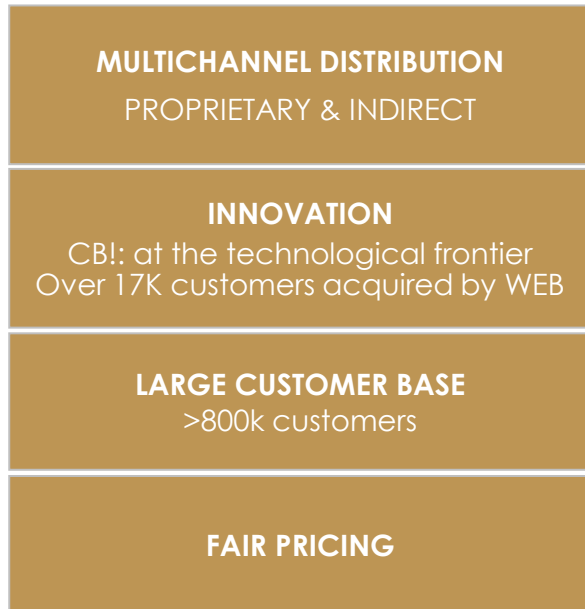 MULTICHANNEL DISTRIBUTION
PROPRIETARY & INDIRECT
INNOVATION
CB!: at the technological frontier
Over 17K customers acquired by WEB
LARGE CUSTOMER BASE
>800k customers
FAIR PRICING